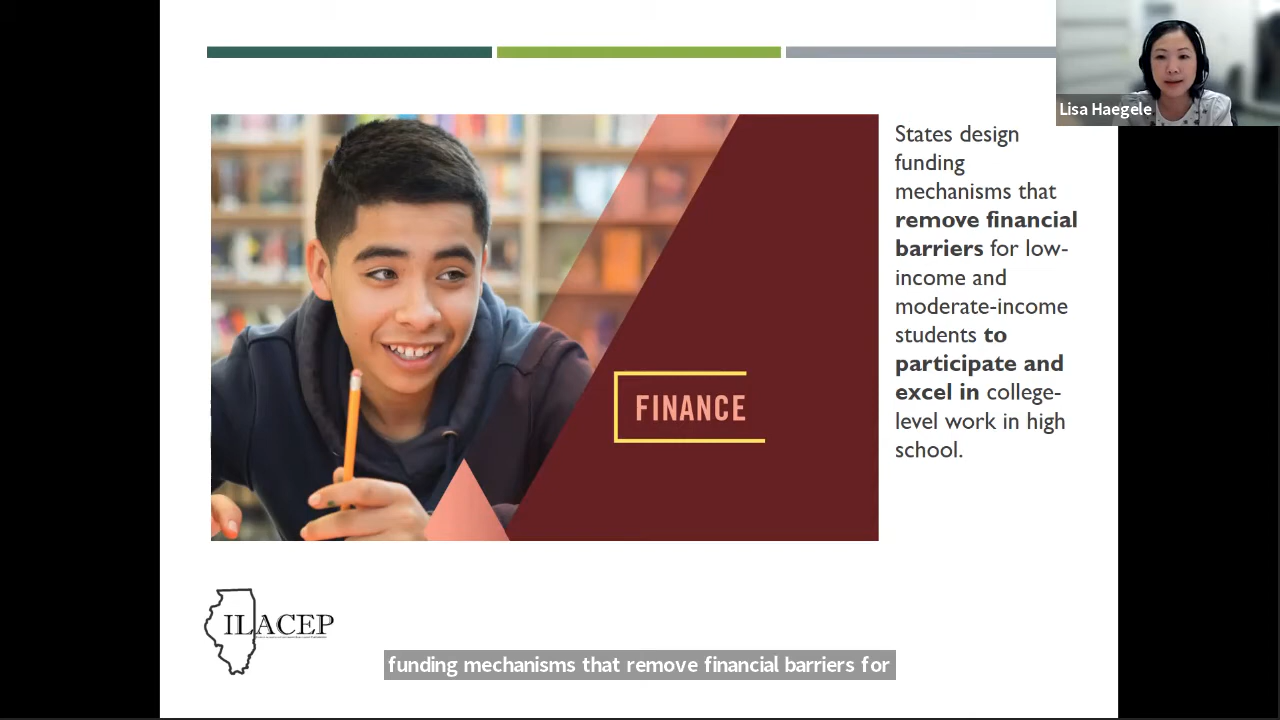 Lisa Haegele
States design
funding
mechanisms that
remove financial
barriers for low-
income and
moderate-income
students to
participate and
excel in college-
level work in high
school.
FINANCE
ILACEP
funding mechanisms that remove financial barriers for